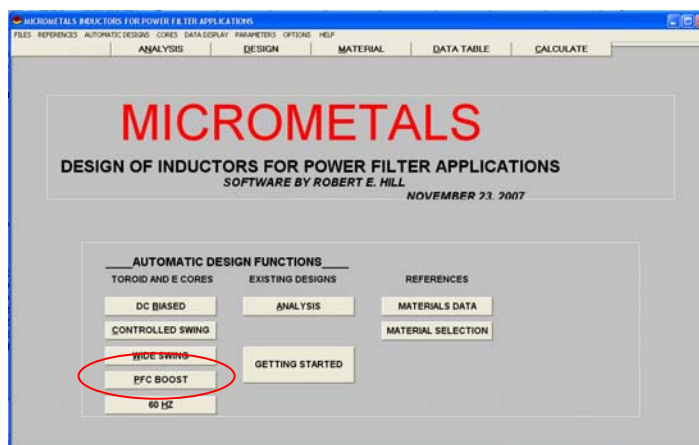 MICROMETALS INDUCTORS FOR POWER FILTER APPLICATIONS
FILES REFERENCES AUTOMATIC DESIGNS CORES DATA DISPLAY PARAMETERS OPTIONS HELP
ANALYSIS DESIGN MATERIAL DATA TABLE CALCULATE
MICROMETALS
DESIGN OF INDUCTORS FOR POWER FILTER APPLICATIONS
SOFTWARE BY ROBERT E. HILL
NOVEMBER 23, 2007
____AUTOMATIC DESIGN FUNCTIONS____
TOROID AND E CORES EXISTING DESIGNS REFERENCES
DC BIASED ANALYSIS MATERIALS DATA
CONTROLLED SWING MATERIAL SELECTION
WIDE SWING
GETTING STARTED
PFC BOOST
60 HZ